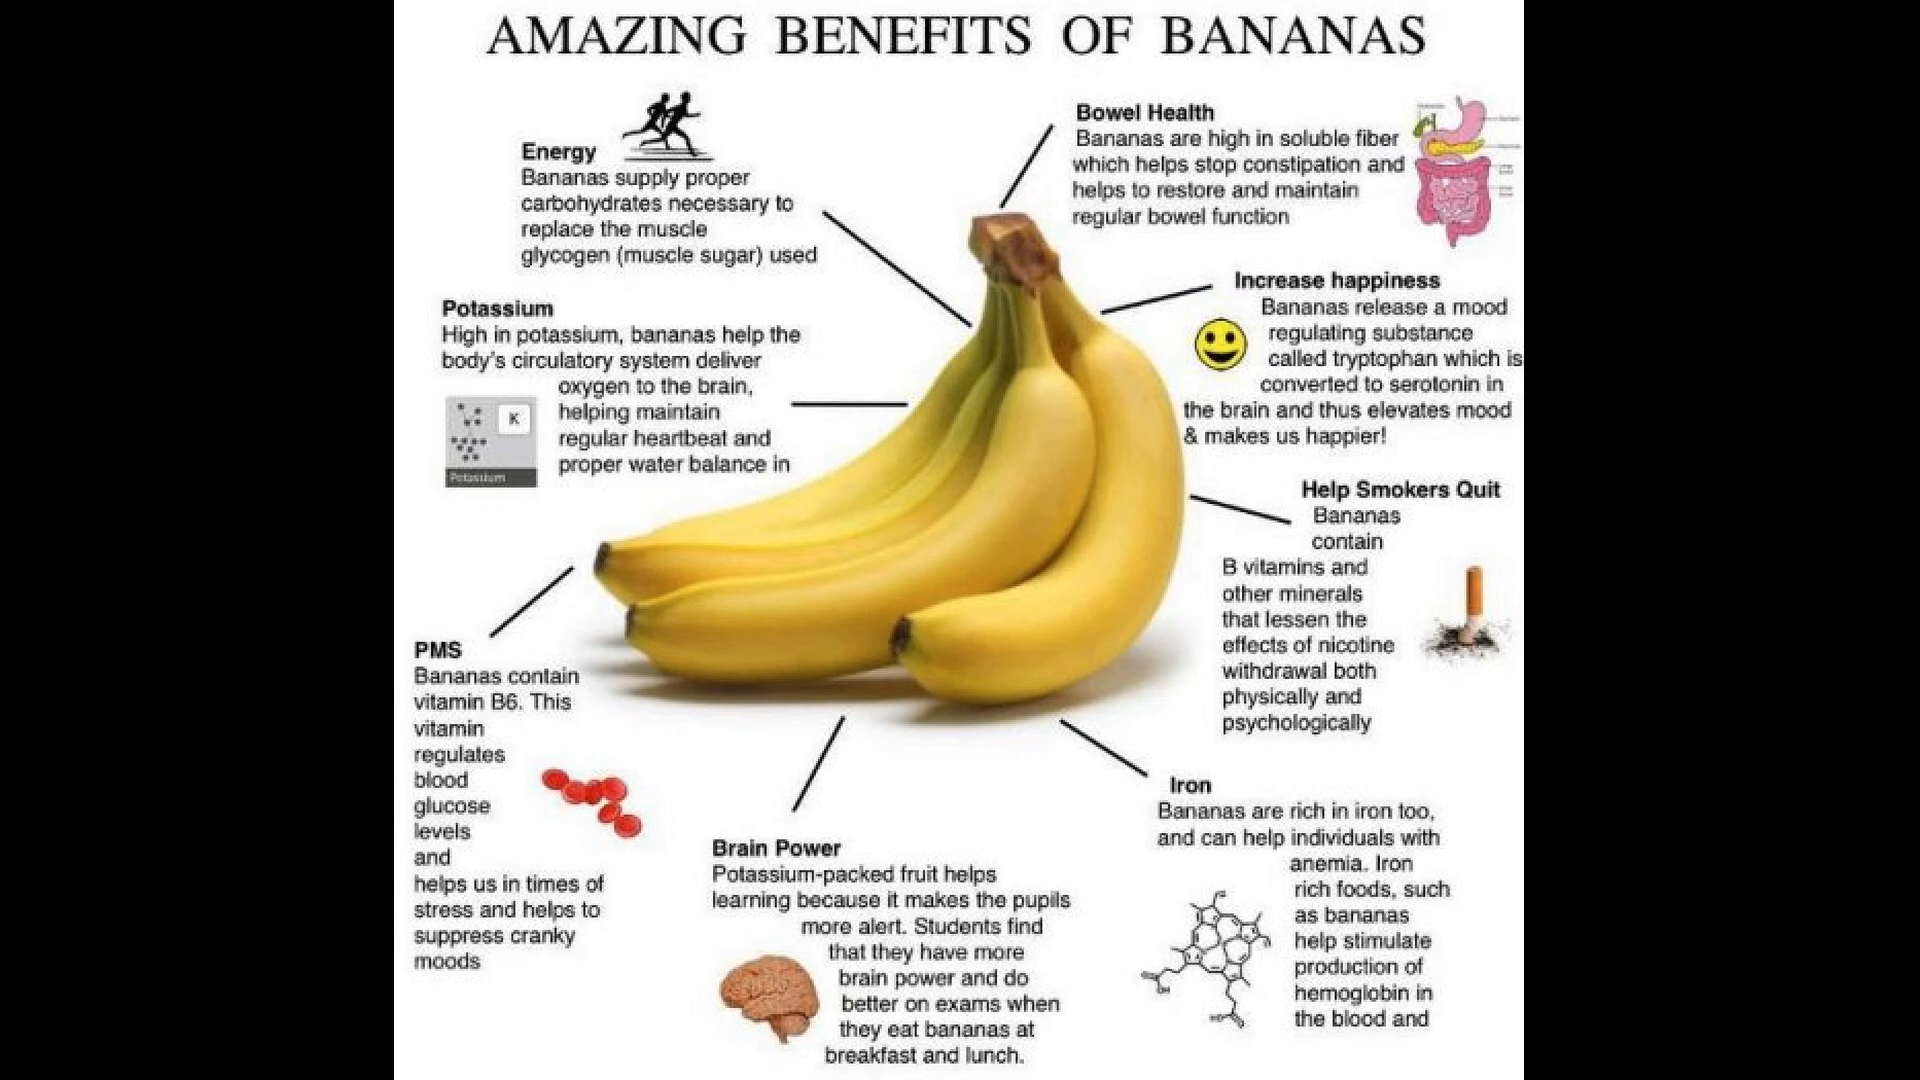 AMAZING BENEFITS OF BANANAS
Energy
Bananas supply proper
carbohydrates necessary to
replace the muscle
glycogen (muscle sugar) used
Bowel Health
Bananas are high in soluble fiber
which helps stop constipation and
helps to restore and maintain
regular bowel function
Potassium
High in potassium, bananas help the
body's circulatory system deliver
oxygen to the brain,
helping maintain
regular heartbeat and
proper water balance in
K
Potassium
Increase happiness
Bananas release a mood
regulating substance
called tryptophan which is
converted to serotonin in
the brain and thus elevates mood
& makes us happier!
Help Smokers Quit
Bananas
contain
B vitamins and
other minerals
that lessen the
effects of nicotine
withdrawal both
physically and
psychologically
PMS
Bananas contain
vitamin B6. This
vitamin
regulates
blood
glucose
levels
and
helps us in times of
stress and helps to
suppress cranky
moods
Brain Power
Potassium-packed fruit helps
learning because it makes the pupils
more alert. Students find
that they have more
brain power and do
better on exams when
they eat bananas at
breakfast and lunch.
Iron
Bananas are rich in iron too,
and can help individuals with
anemia. Iron
rich foods, such
as bananas
help stimulate
production of
hemoglobin in
the blood and